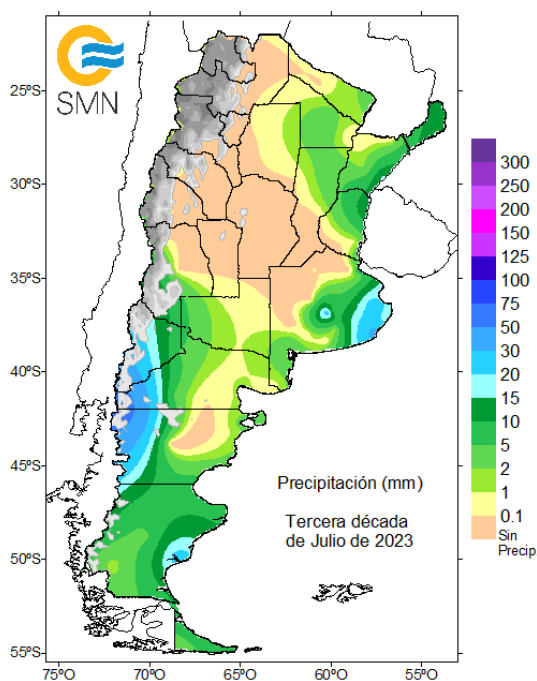 SMN
25ºS
30ºS
35ºS
40ºS
45ºS
50ºS
55ºS
75ºo
70ºO
65ºO
60ºO
55ºO
300
250
200
150
125
100
75
50
30
20
15
10
5
2
1
0.1
Sin
Precip
Precipitación (mm)
Tercera década
de Julio de 2023